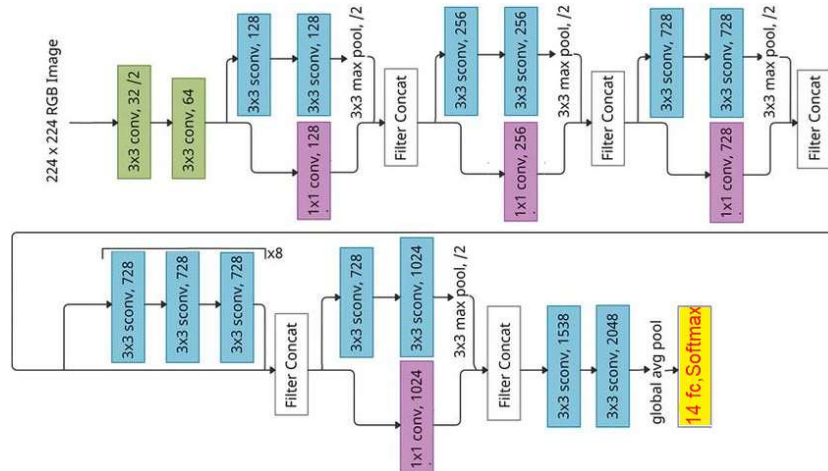 224 x 224 RGB Image
3x3 conv, 32 /2
3x3 conv, 64
3x3 sconv, 128
3x3 sconv, 128
3x3 max pool, /2
1x1 conv, 128
Filter Concat
3x3 sconv, 256
3x3 sconv, 256
3x3 max pool, /2
1x1 conv, 256
Filter Concat
3x3 sconv, 728
3x3 sconv, 728
3x3 max pool, /2
1x1 conv, 728
Filter Concat
3x3 sconv, 728
3x3 sconv, 728
3x3 sconv, 728
x8
Filter Concat
3x3 sconv, 728
3x3 sconv, 1024
3x3 max pool, /2
1x1 conv, 1024
Filter Concat
3x3 sconv, 1538
3x3 sconv, 2048
global avg pool
14 fc,Softmax